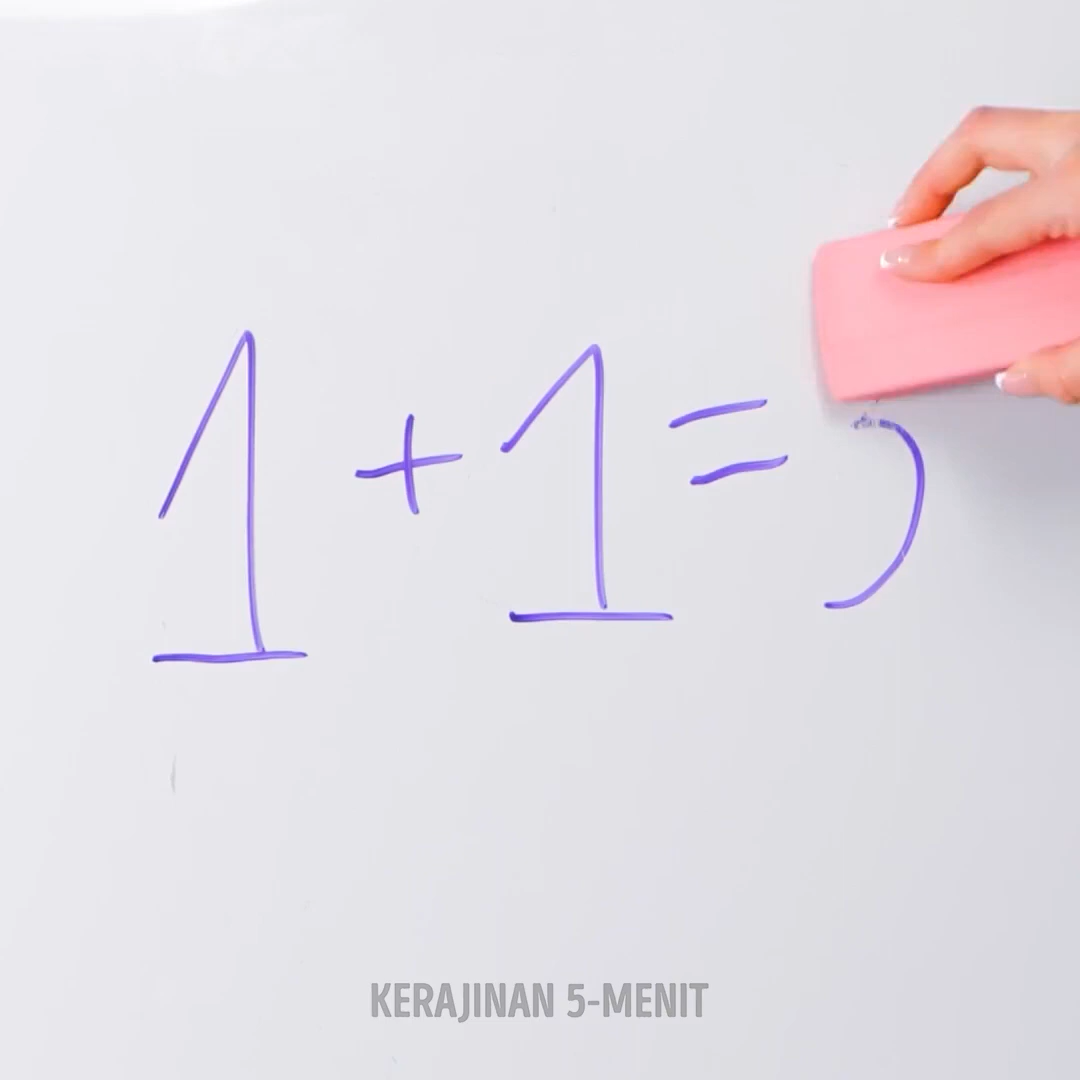 1 + 1 =
KERAJINAN 5-MENIT